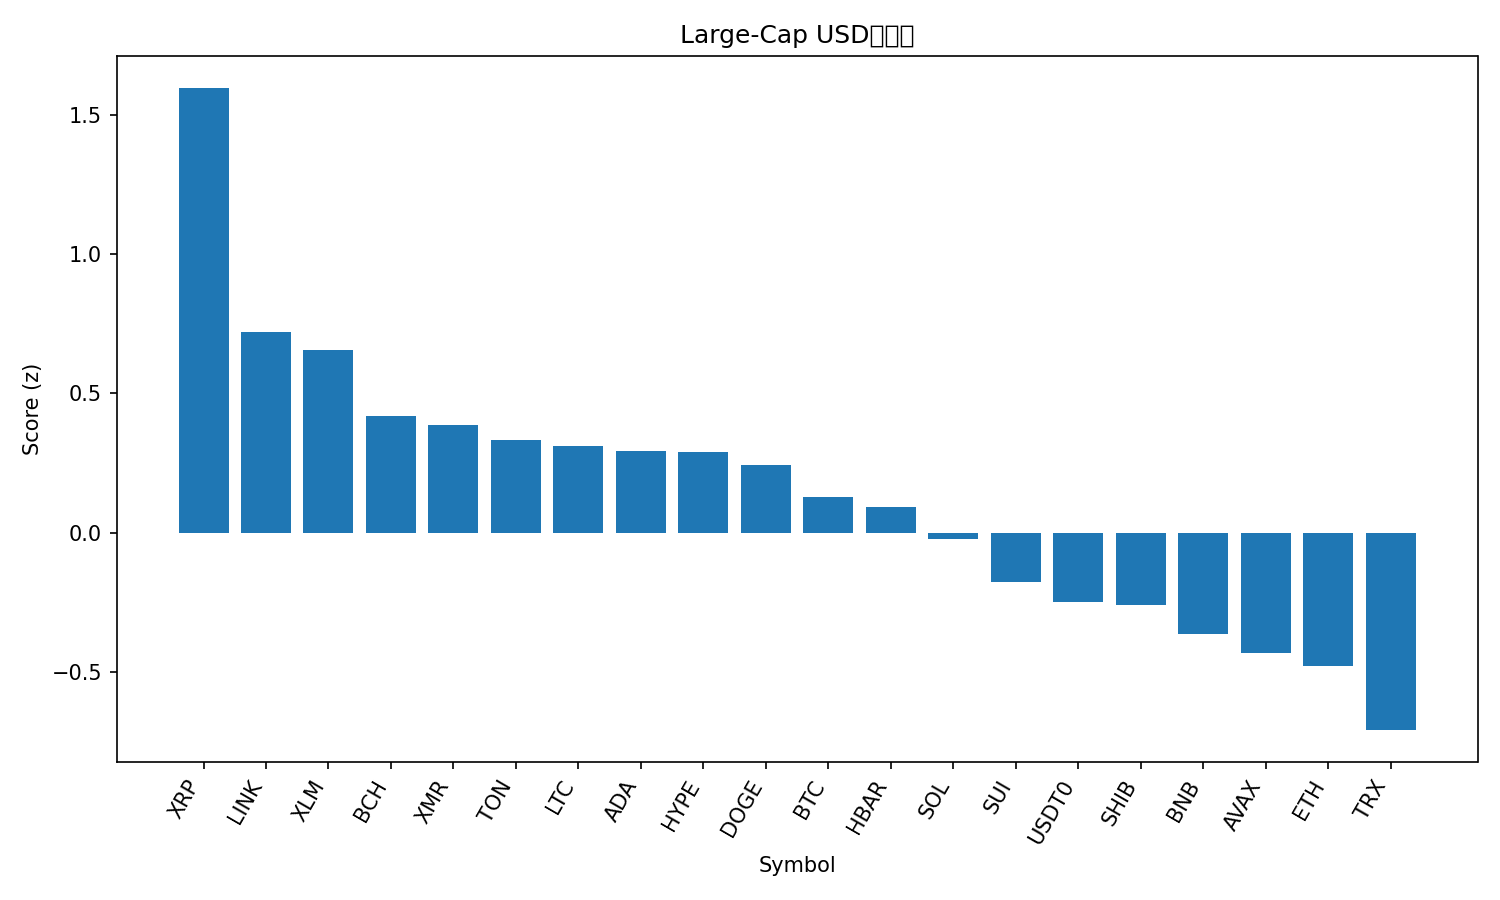 Large-Cap USD
Score (z)
1.5
1.0
0.5
0.0
−0.5
XRP
LINK
XLM
BCH
XMR
TON
LTC
ADA
HYPE
DOGE
BTC
HBAR
SOL
SUI
USDT0
SHIB
BNB
AVAX
ETH
TRX
Symbol